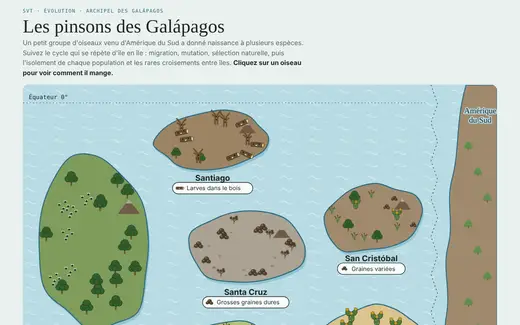 SVT · ÉVOLUTION · ARCHIPEL DES GALÁPAGOS
Les pinsons des Galápagos
Un petit groupe d'oiseaux venu d'Amérique du Sud a donné naissance à plusieurs espèces.
Suivez le cycle qui se répète d'île en île : migration, mutation, sélection naturelle, puis
l'isolement de chaque population et les rares croisements entre îles. Cliquez sur un oiseau
pour voir comment il mange.
Équateur 0°
Amérique
du Sud
Santiago
Larves dans le bois
San Cristóbal
Graines variées
Santa Cruz
Grosses graines dures